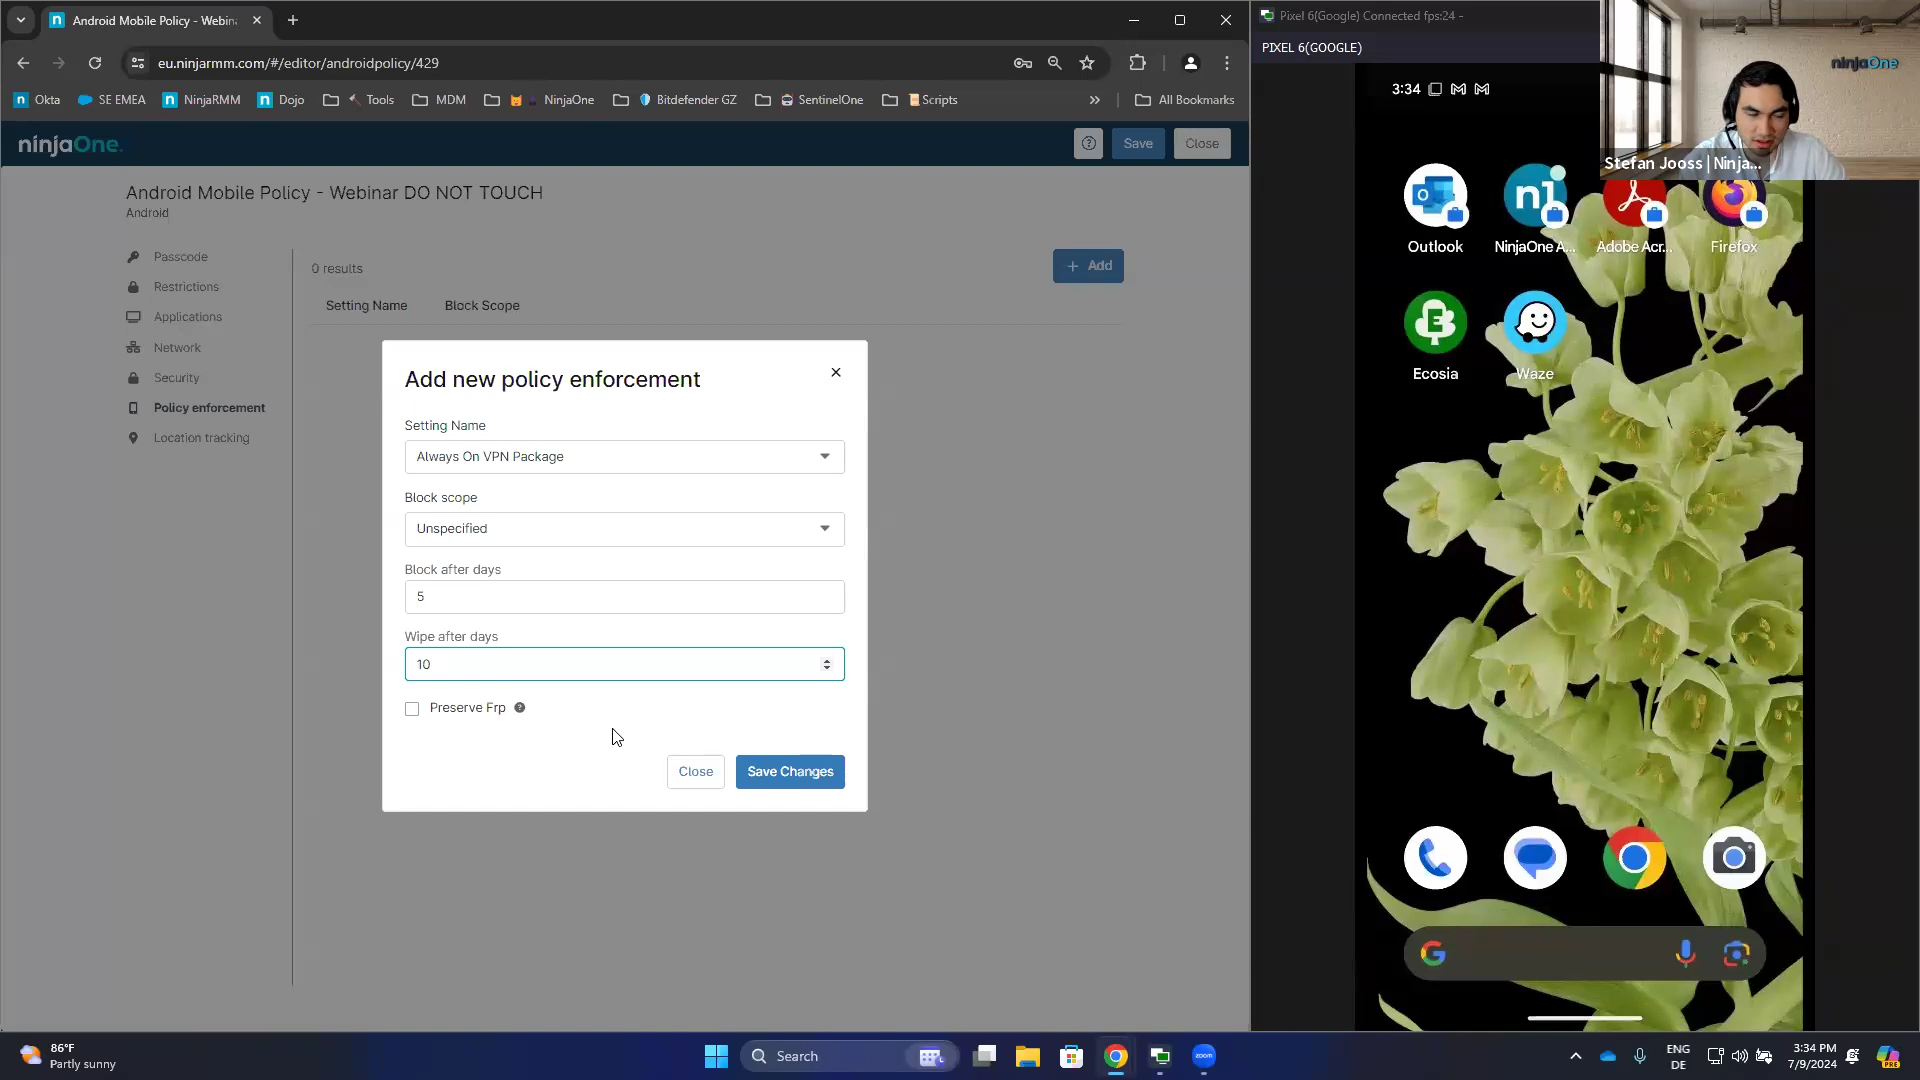 Android Mobile Policy - Webin
eu.ninjarmm.com/#/editor/androidpolicy/429
Okta
SE EMEA
NinjaRMM
Dojo
Tools
MDM
NinjaOne
Bitdefender GZ
SentinelOne
Scripts
All Bookmarks
ninjaOne.
Save
Close
Android Mobile Policy - Webinar DO NOT TOUCH
Android
Passcode
Restrictions
Applications
Network
Security
Policy enforcement
Location tracking
0 results
+ Add
Setting Name
Block Scope
Add new policy enforcement
Setting Name
Always On VPN Package
Block scope
Unspecified
Block after days
5
Wipe after days
10
Preserve Frp
Close
Save Changes
Pixel 6(Google) Connected fps:24 -
PIXEL 6(GOOGLE)
ninjaOne
Stefan Jooss | Ninja...
3:34
Outlook
NinjaOne A...
Adobe Acr...
Firefox
Ecosia
Waze
86°F
Partly sunny
Search
zoom
ENG
DE
3:34 PM
7/9/2024
PRE